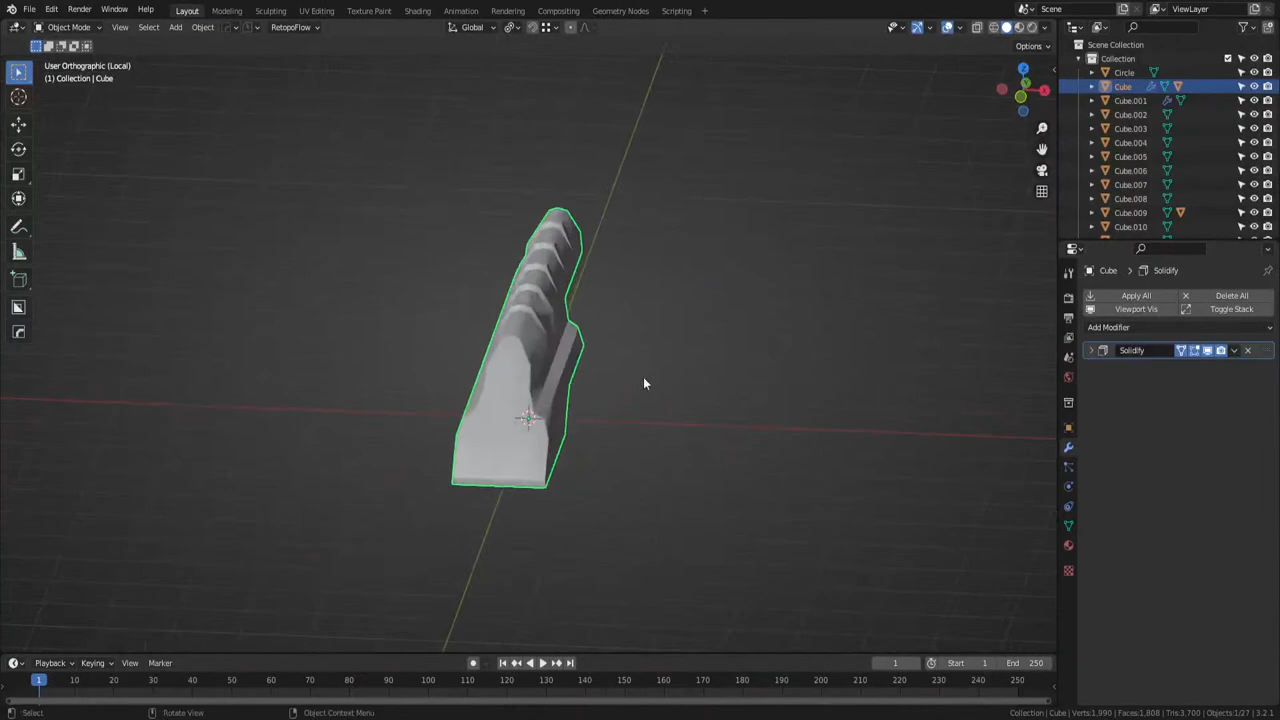 File Edit Render Window Help Layout Modeling Sculpting UV Editing Texture Paint Shading Animation Rendering Compositing Geometry Nodes Scripting + Scene ViewLayer
Object Mode View Select Add Object RetopoFlow Global
Options
User Orthographic (Local)
(1) Collection | Cube
Z
X
Scene Collection
Collection
Circle
Cube
Cube.001
Cube.002
Cube.003
Cube.004
Cube.005
Cube.006
Cube.007
Cube.008
Cube.009
Cube.010
Cube > Solidify
Apply All Delete All
Viewport Vis Toggle Stack
Add Modifier
Solidify
Playback Keying View Marker 1 Start 1 End 250
1 10 20 30 40 50 60 70 80 90 100 110 120 130 140 150 160 170 180 190 200 210 220 230 240 250
Select Rotate View Object Context Menu Collection | Cube | Verts:1,990 | Faces:1,808 | Tris:3,700 | Objects:1/27 | 3.2.1